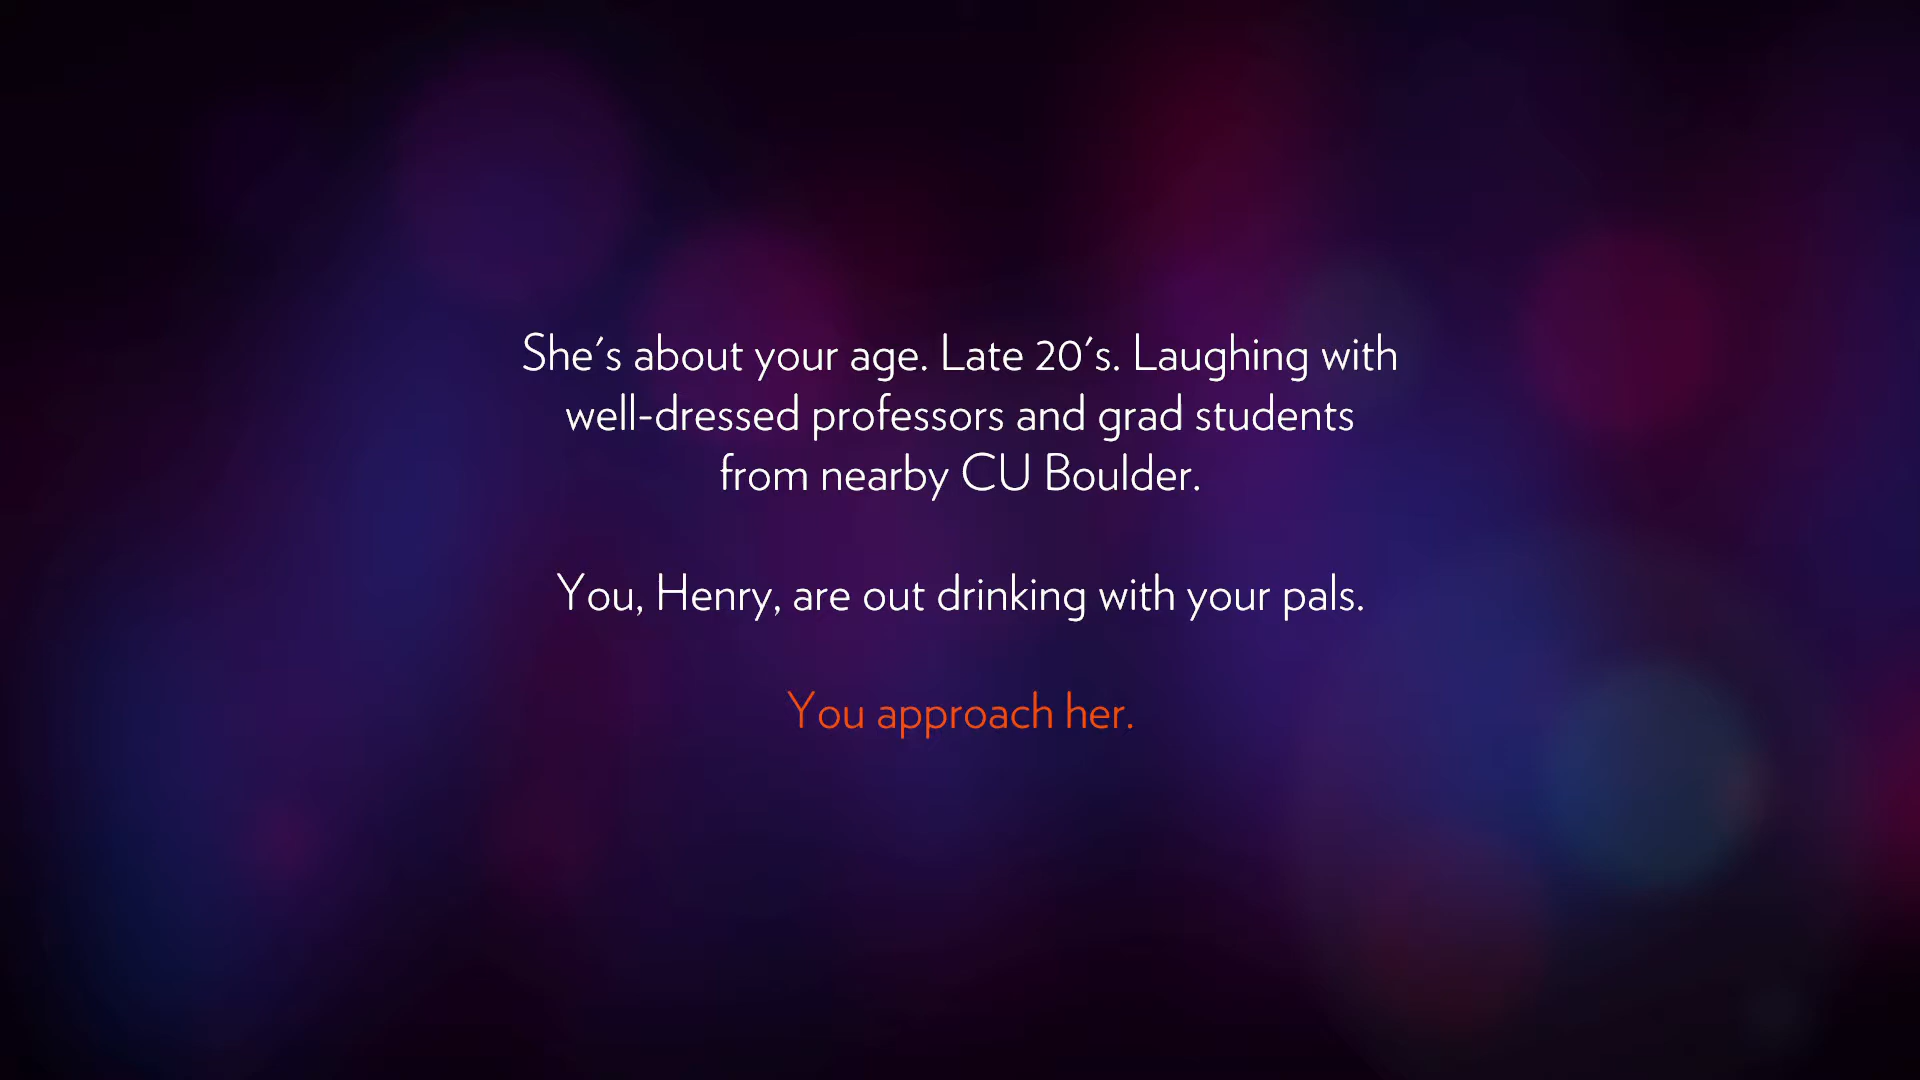 She's about your age. Late 20's. Laughing with
well-dressed professors and grad students
from nearby CU Boulder.
You, Henry, are out drinking with your pals.
You approach her.